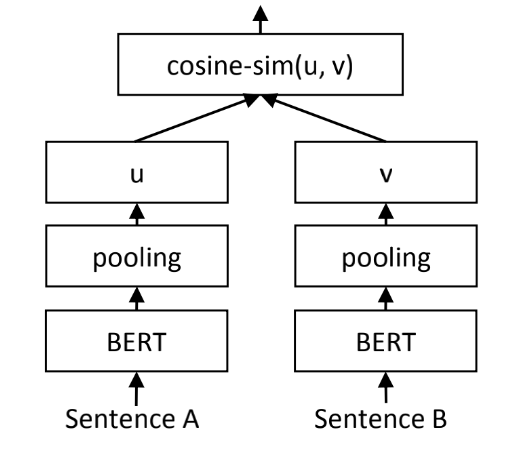 cosine-sim(u, v)
u
v
pooling
pooling
BERT
BERT
Sentence A
Sentence B